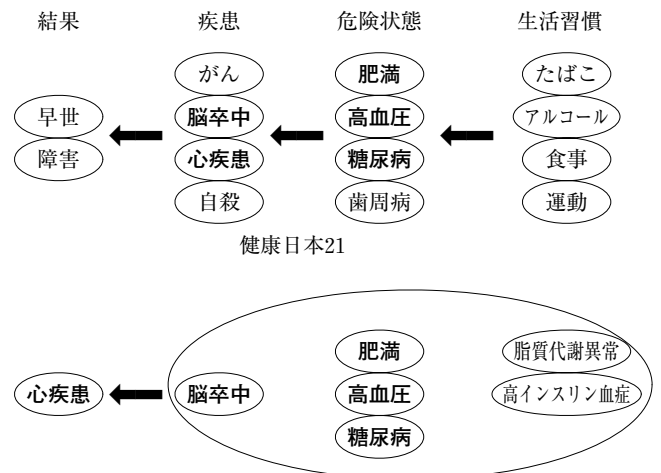 結果 疾患 危険状態 生活習慣
がん 肥満 たばこ
早世 脳卒中 高血圧 アルコール
障害 心疾患 糖尿病 食事
自殺 歯周病 運動
健康日本21
肥満 脂質代謝異常
心疾患 脳卒中 高血圧 高インスリン血症
糖尿病